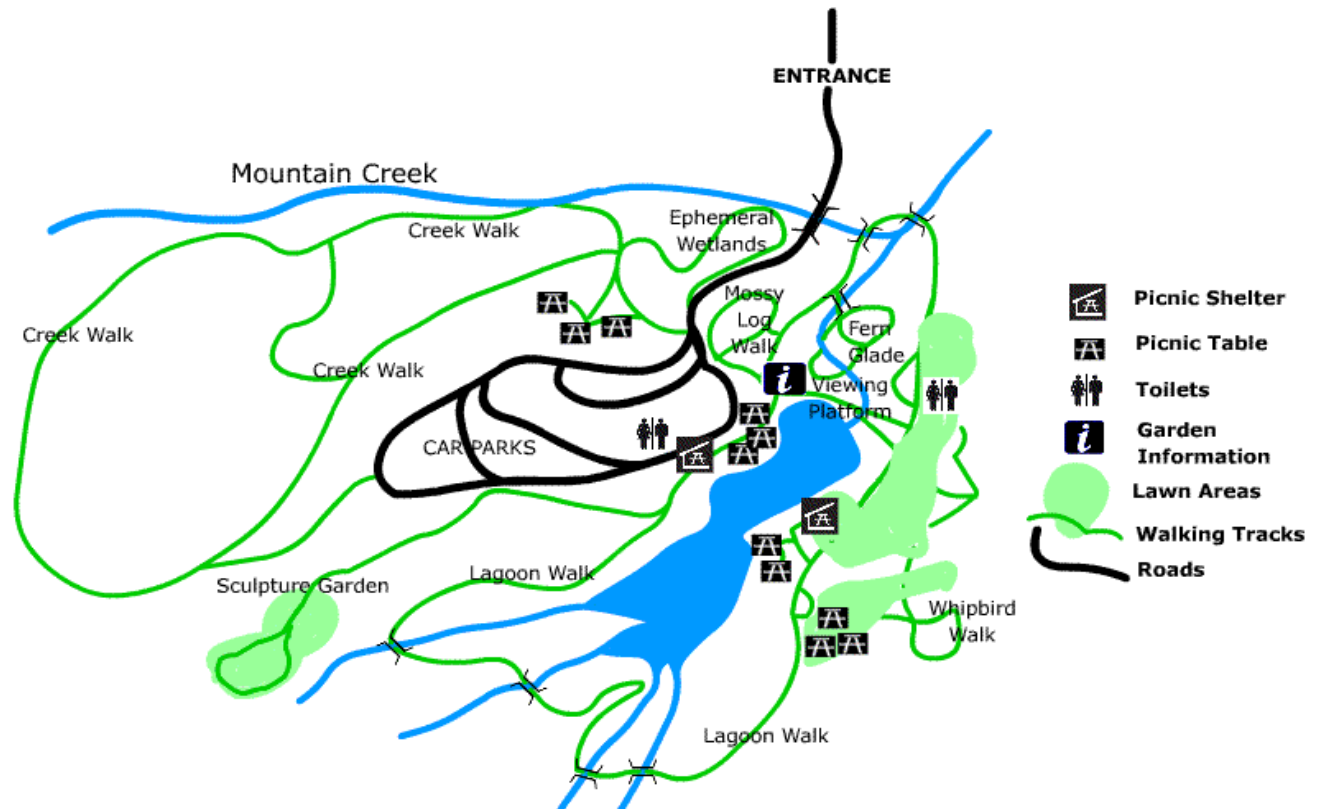 ENTRANCE
Mountain Creek
Creek Walk
Ephemeral
Wetlands
Creek Walk
Creek Walk
Mossy
Log
Walk
Fern
Glade
Viewing
Platform
CAR PARKS
Sculpture Garden
Lagoon Walk
Whipbird
Walk
Lagoon Walk
Picnic Shelter
Picnic Table
Toilets
Garden
Information
Lawn Areas
Walking Tracks
Roads